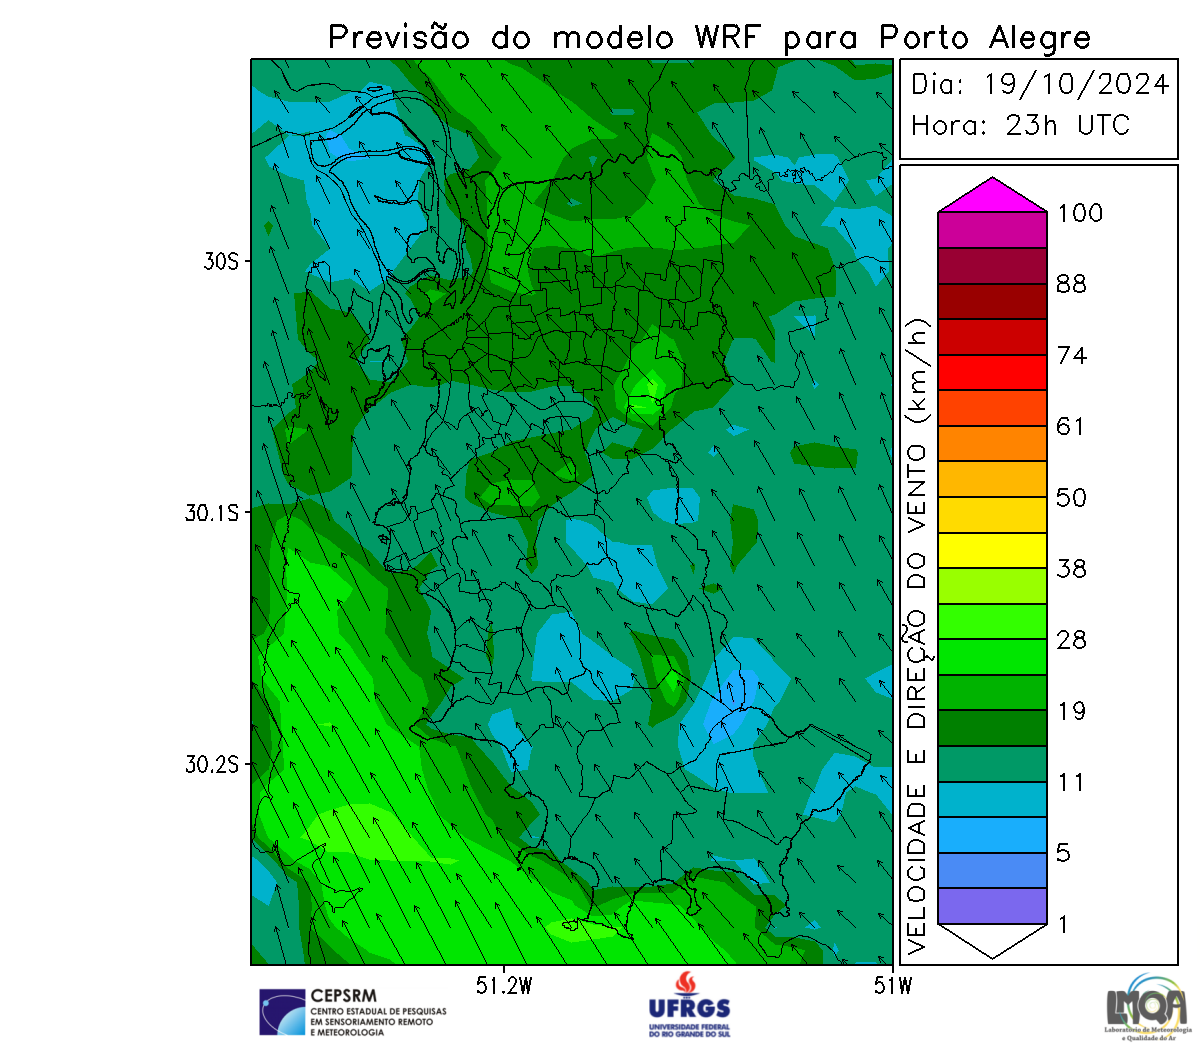 Previsão do modelo WRF para Porto Alegre
Dia: 19/10/2024
Hora: 23h UTC
30S
30.1S
30.2S
51.2W
51W
VELOCIDADE E DIREÇÃO DO VENTO (km/h)
100
88
74
61
50
38
28
19
11
5
1
CEPSRM
CENTRO ESTADUAL DE PESQUISAS
EM SENSORIAMENTO REMOTO
E METEOROLOGIA
UFRGS
UNIVERSIDADE FEDERAL
DO RIO GRANDE DO SUL
LMQA
Laboratório de Meteorologia
e Qualidade do Ar